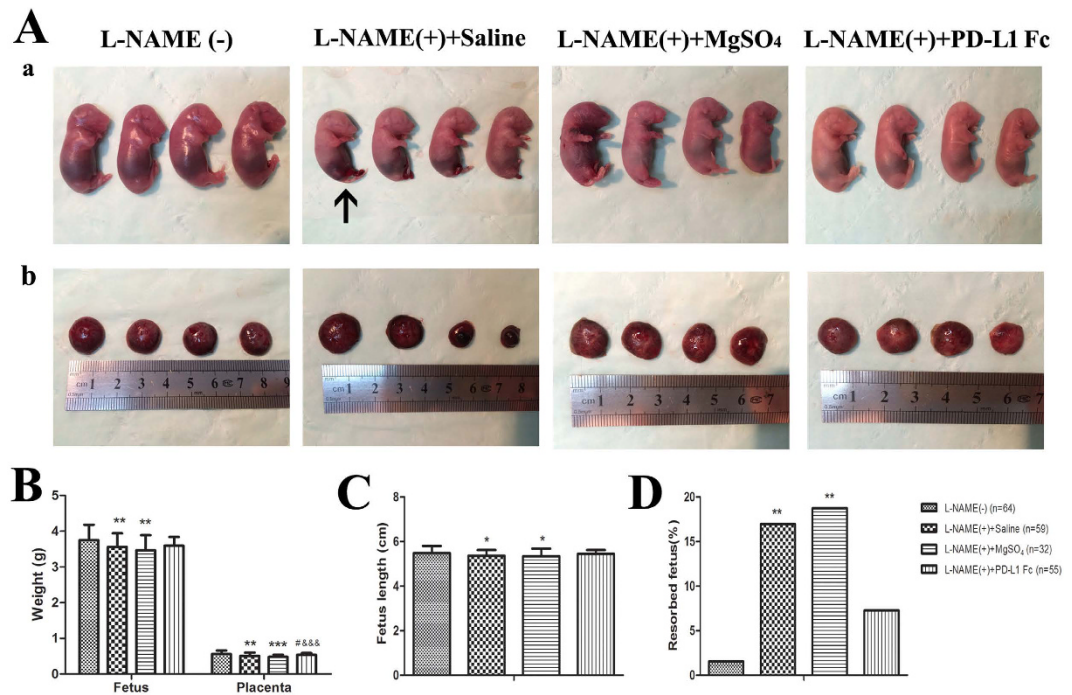 A
L-NAME (-) L-NAME(+)+Saline L-NAME(+)+MgSO4 L-NAME(+)+PD-L1 Fc
a
b
cm 1 2 3 4 5 6 7 8 9
cm 1 2 3 4 5 6 7 8
cm 1 2 3 4 5 6 7
cm 1 2 3 4 5 6 7
B
Weight (g)
5
4
3
2
1
0
** **
** *** #&&&
Fetus Placenta
C
Fetus length (cm)
8
6
4
2
0
* *
D
Resorbed fetus(%)
20
15
10
5
0
** **
L-NAME(-) (n=64)
L-NAME(+)+Saline (n=59)
L-NAME(+)+MgSO4 (n=32)
L-NAME(+)+PD-L1 Fc (n=55)